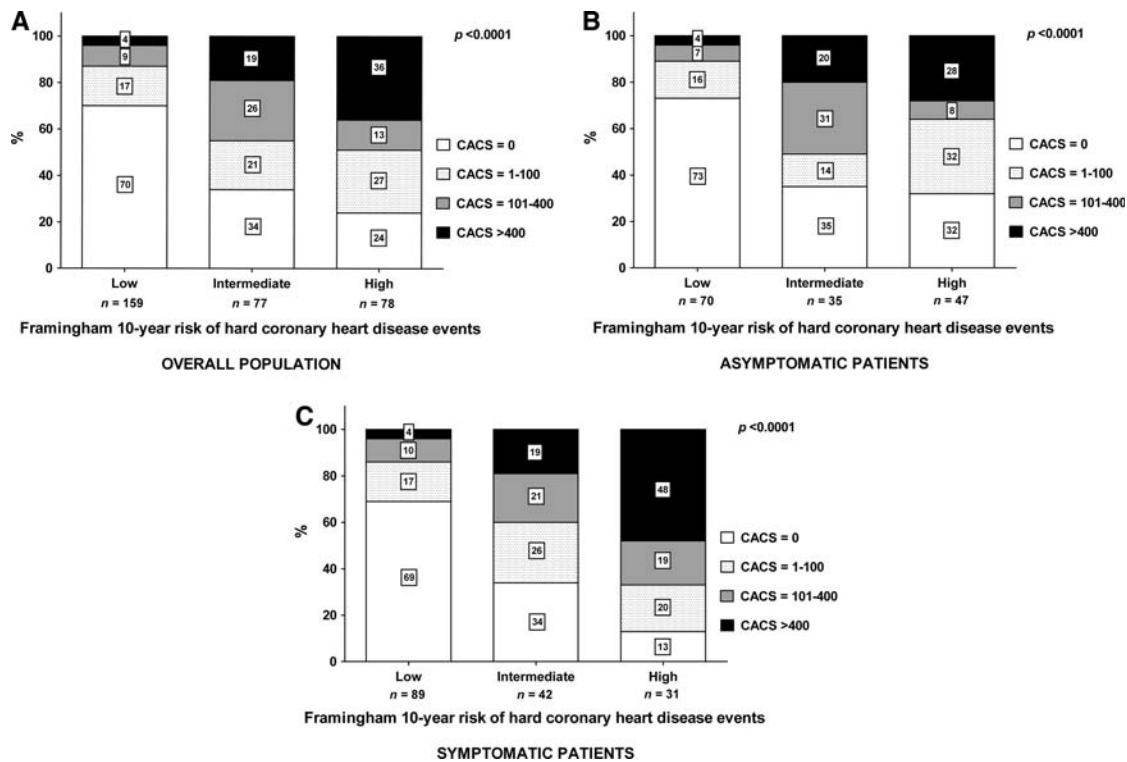 A
p <0.0001
100
80
60
40
20
0
%
4
9
17
70
19
26
21
34
36
13
27
24
CACS = 0
CACS = 1-100
CACS = 101-400
CACS >400
Low
Intermediate
High
n = 159
n = 77
n = 78
Framingham 10-year risk of hard coronary heart disease events
OVERALL POPULATION
B
p <0.0001
100
80
60
40
20
0
%
4
7
16
73
20
31
14
35
28
8
32
32
CACS = 0
CACS = 1-100
CACS = 101-400
CACS >400
Low
Intermediate
High
n = 70
n = 35
n = 47
Framingham 10-year risk of hard coronary heart disease events
ASYMPTOMATIC PATIENTS
C
p <0.0001
100
80
60
40
20
0
%
4
10
17
69
19
21
26
34
48
19
20
13
CACS = 0
CACS = 1-100
CACS = 101-400
CACS >400
Low
Intermediate
High
n = 89
n = 42
n = 31
Framingham 10-year risk of hard coronary heart disease events
SYMPTOMATIC PATIENTS